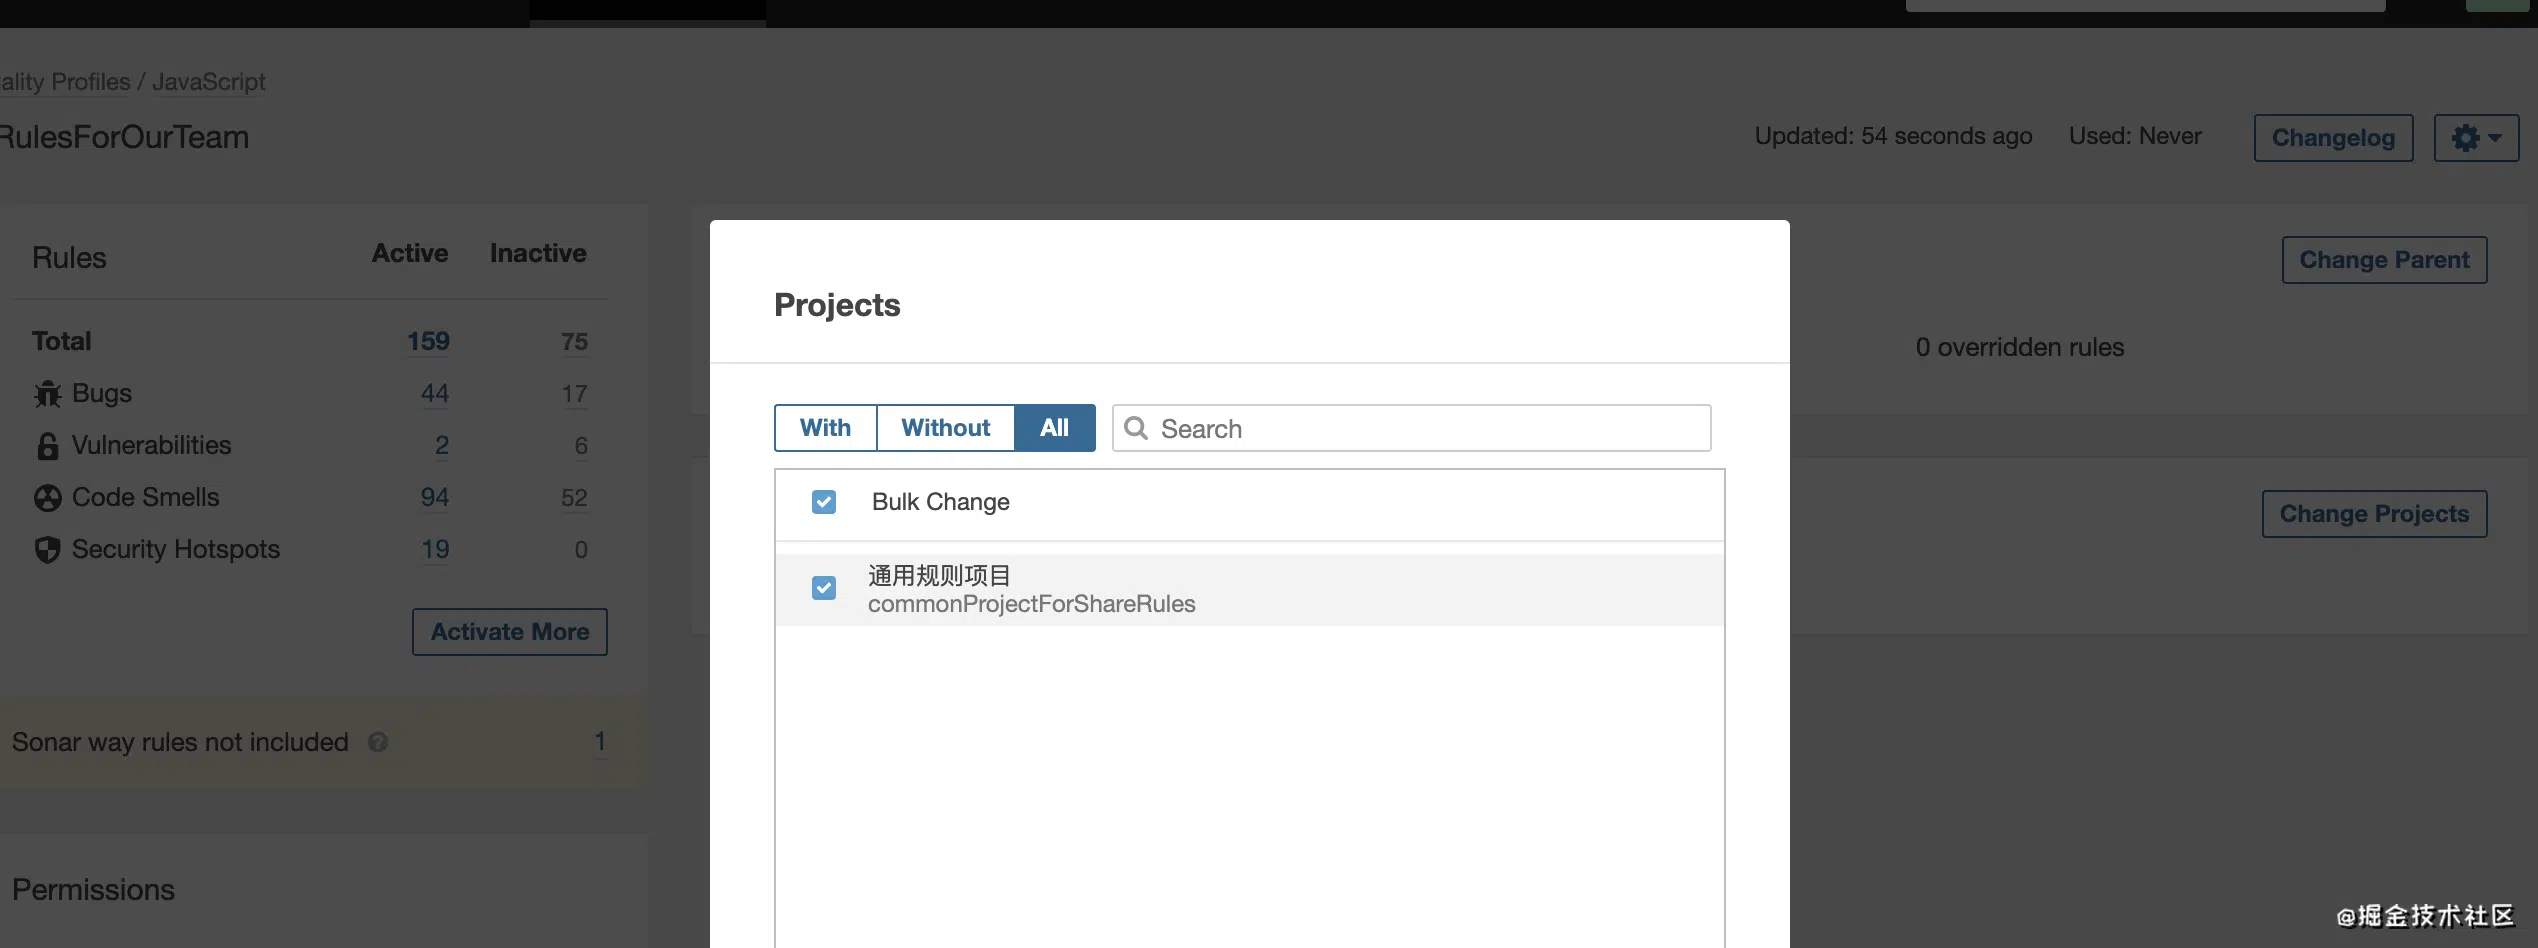 ality Profiles / JavaScript
RulesForOurTeam
Updated: 54 seconds ago Used: Never Changelog
Rules Active Inactive
Total 159 75
Bugs 44 17
Vulnerabilities 2 6
Code Smells 94 52
Security Hotspots 19 0
Activate More
Sonar way rules not included 1
Permissions
Projects
With Without All Search
Bulk Change
通用规则项目
commonProjectForShareRules
Change Parent
0 overridden rules
Change Projects
@掘金技术社区